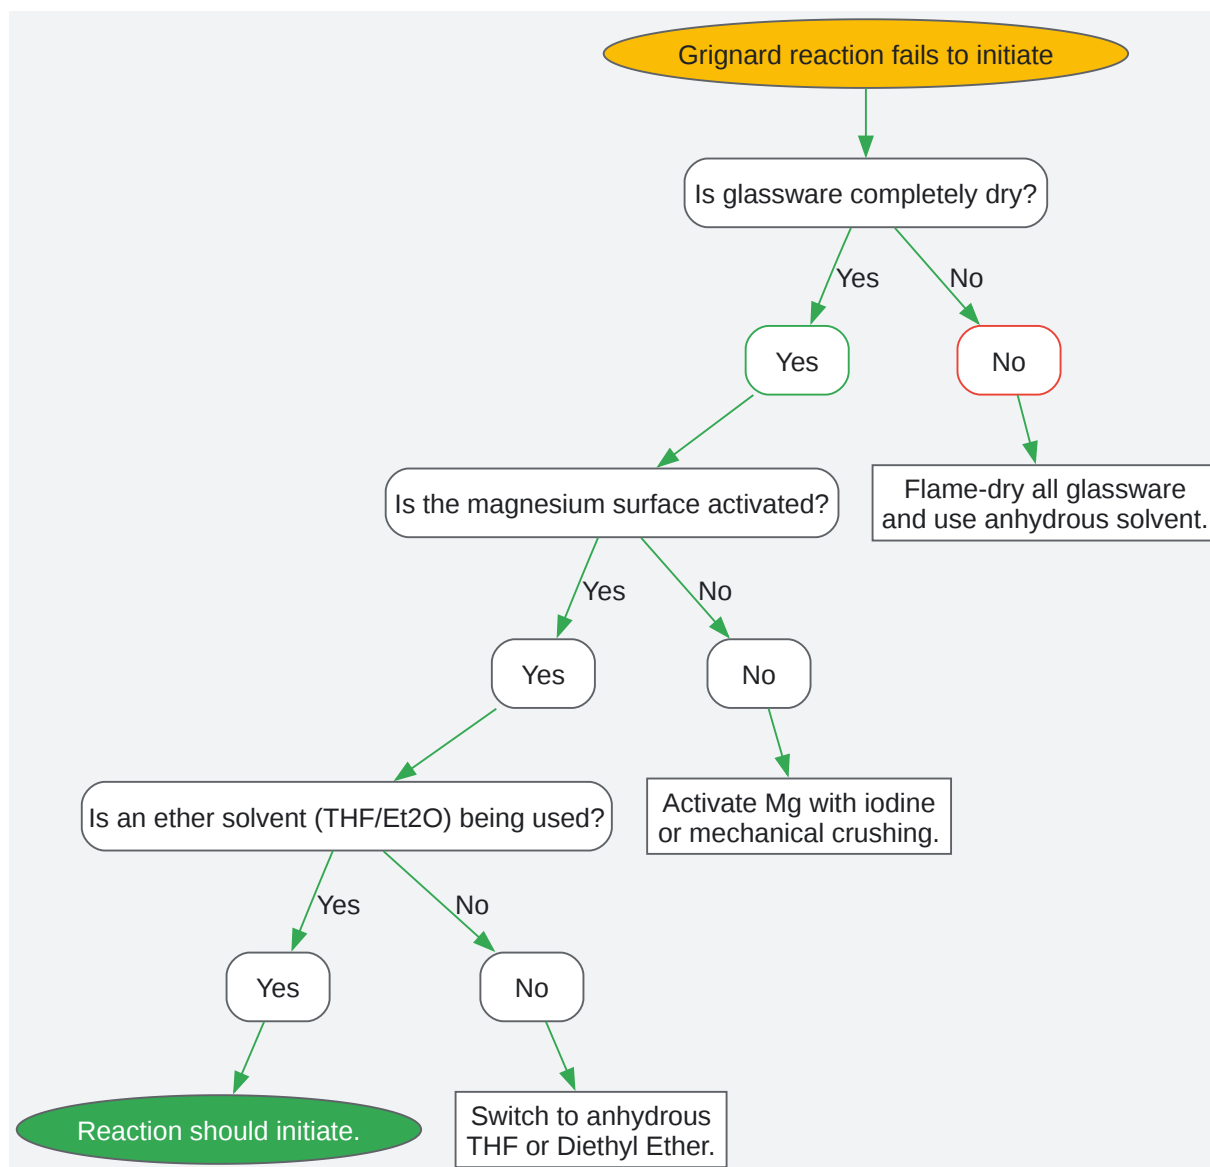 Grignard reaction fails to initiate
Is glassware completely dry?
Yes
No
Yes
No
Flame-dry all glassware
and use anhydrous solvent.
Is the magnesium surface activated?
Yes
No
Yes
No
Activate Mg with iodine
or mechanical crushing.
Is an ether solvent (THF/Et2O) being used?
Yes
No
Yes
No
Reaction should initiate.
Switch to anhydrous
THF or Diethyl Ether.